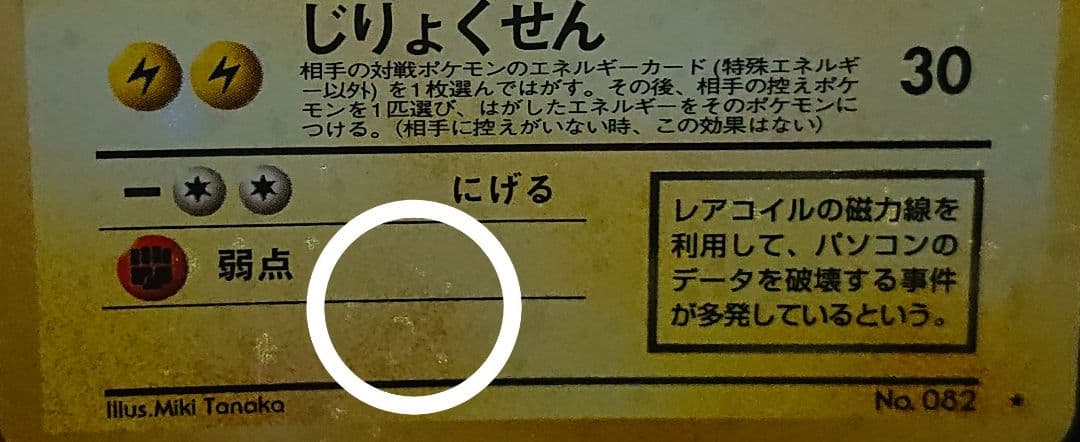 じりょくせん
30
相手の対戦ポケモンのエネルギーカード(特殊エネルギ
ー以外)を1枚選んではがす。その後、相手の控えポケ
モンを1匹選び、はがしたエネルギーをそのポケモンに
つける。(相手に控えがいない時、この効果はない)
ー
にげる
弱点
レアコイルの磁力線を
利用して、パソコンの
データを破壊する事件
が多発しているという。
Illus.Miki Tanaka
No. 082 ★